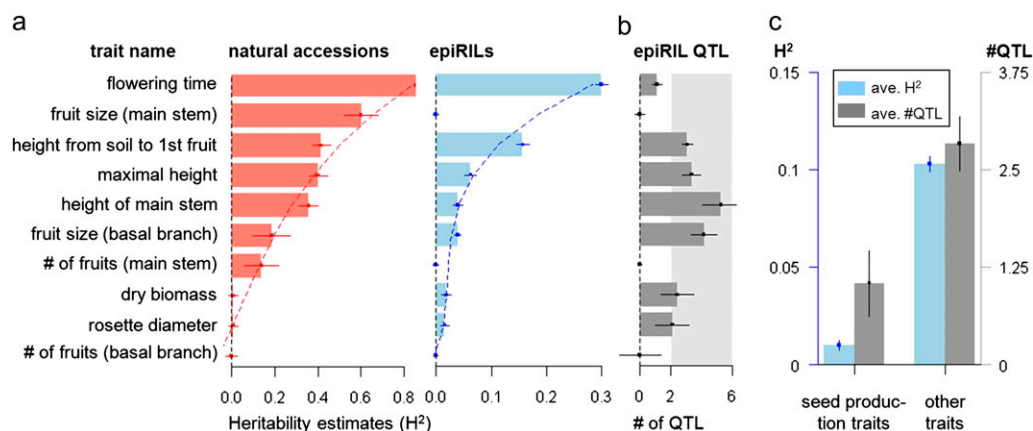 a
b
c
trait name
natural accessions
epiRILs
epiRIL QTL
H²
#QTL
flowering time
fruit size (main stem)
height from soil to 1st fruit
maximal height
height of main stem
fruit size (basal branch)
# of fruits (main stem)
dry biomass
rosette diameter
# of fruits (basal branch)
0.0 0.2 0.4 0.6 0.8
0.0 0.1 0.2 0.3
Heritability estimates (H²)
0 2 4 6
# of QTL
0.15
0.1
0.05
0
ave. H²
ave. #QTL
3.75
2.5
1.25
0
seed produc-
tion traits
other
traits